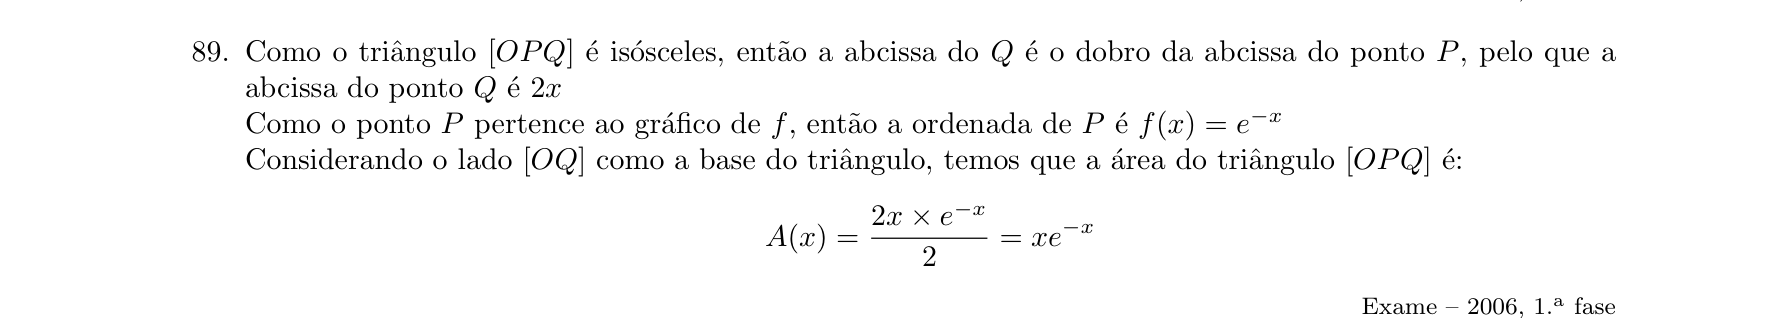 89. Como o triângulo [OPQ] é isósceles, então a abcissa do Q é o dobro da abcissa do ponto P, pelo que a
abcissa do ponto Q é 2x
Como o ponto P pertence ao gráfico de f, então a ordenada de P é f(x) = e^{-x}
Considerando o lado [OQ] como a base do triângulo, temos que a área do triângulo [OPQ] é:
A(x) = \frac{2x × e^{-x}}{2} = xe^{-x}
Exame – 2006, 1.ª fase